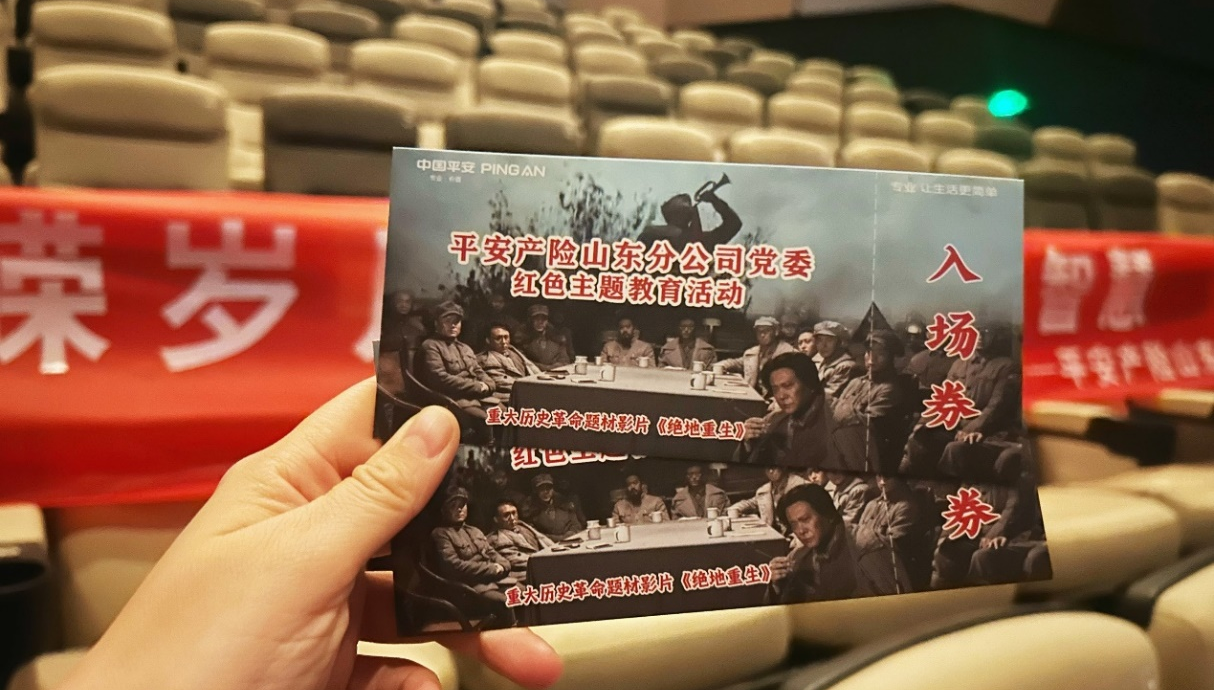 中国平安 PING AN
专业 让生活更简单
平安产险山东分公司党委
红色主题教育活动
入场券
重大历史革命题材影片《绝地重生》
券
重大历史革命题材影片《绝地重生》
荣岁
智慧
平安产险山东